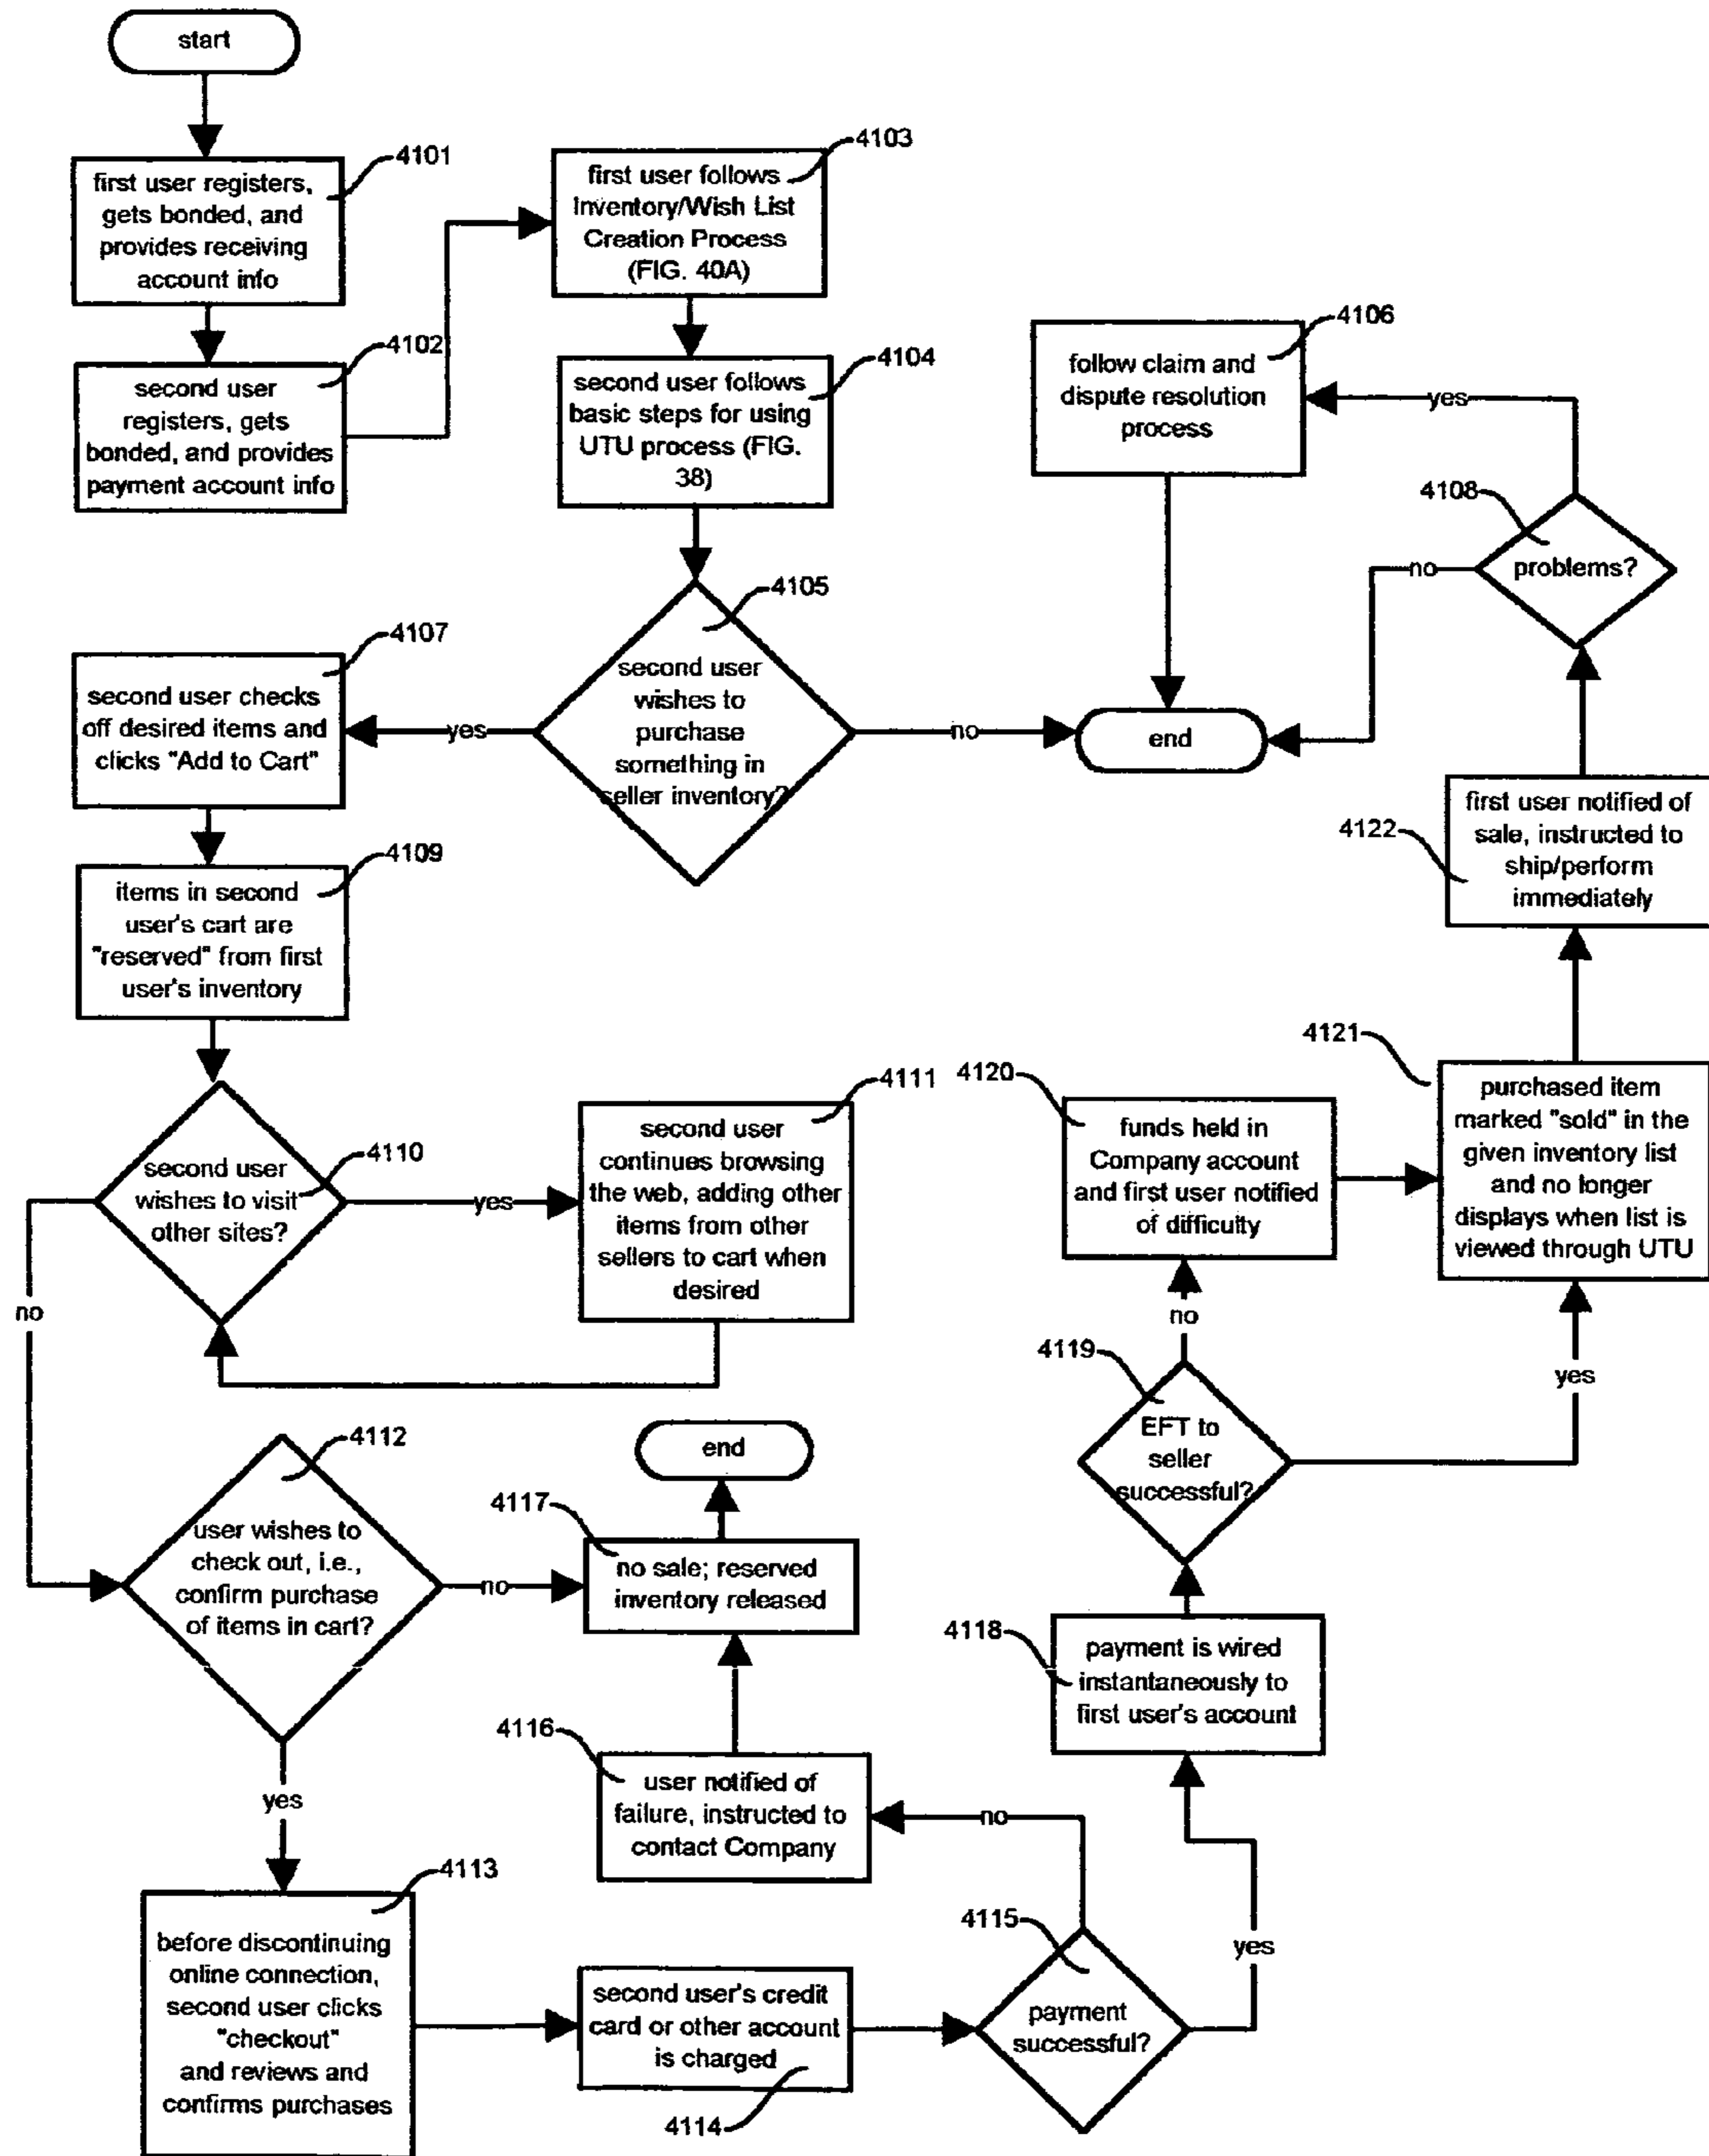 start
4101
first user registers,
gets bonded, and
provides receiving
account info
4102
second user
registers, gets
bonded, and provides
payment account info
4103
first user follows
Inventory/Wish List
Creation Process
(FIG. 40A)
4104
second user follows
basic steps for using
UTU process (FIG.
38)
4105
second user
wishes to
purchase
something in
seller inventory?
yes
no
4106
follow claim and
dispute resolution
process
yes
4108
problems?
no
end
4107
second user checks
off desired items and
clicks "Add to Cart"
4109
items in second
user's cart are
"reserved" from first
user's inventory
4110
second user
wishes to visit
other sites?
yes
no
4111
second user
continues browsing
the web, adding other
items from other
sellers to cart when
desired
4112
user wishes to
check out, i.e.,
confirm purchase
of items in cart?
no
yes
4113
before discontinuing
online connection,
second user clicks
"checkout"
and reviews and
confirms purchases
second user's credit
card or other account
is charged
4114
4115
payment
successful?
no
yes
4116
user notified of
failure, instructed to
contact Company
4117
no sale; reserved
inventory released
end
4118
payment is wired
instantaneously to
first user's account
4119
EFT to
seller
successful?
no
yes
4120
funds held in
Company account
and first user notified
of difficulty
4121
purchased item
marked "sold" in the
given inventory list
and no longer
displays when list is
viewed through UTU
4122
first user notified of
sale, instructed to
ship/perform
immediately